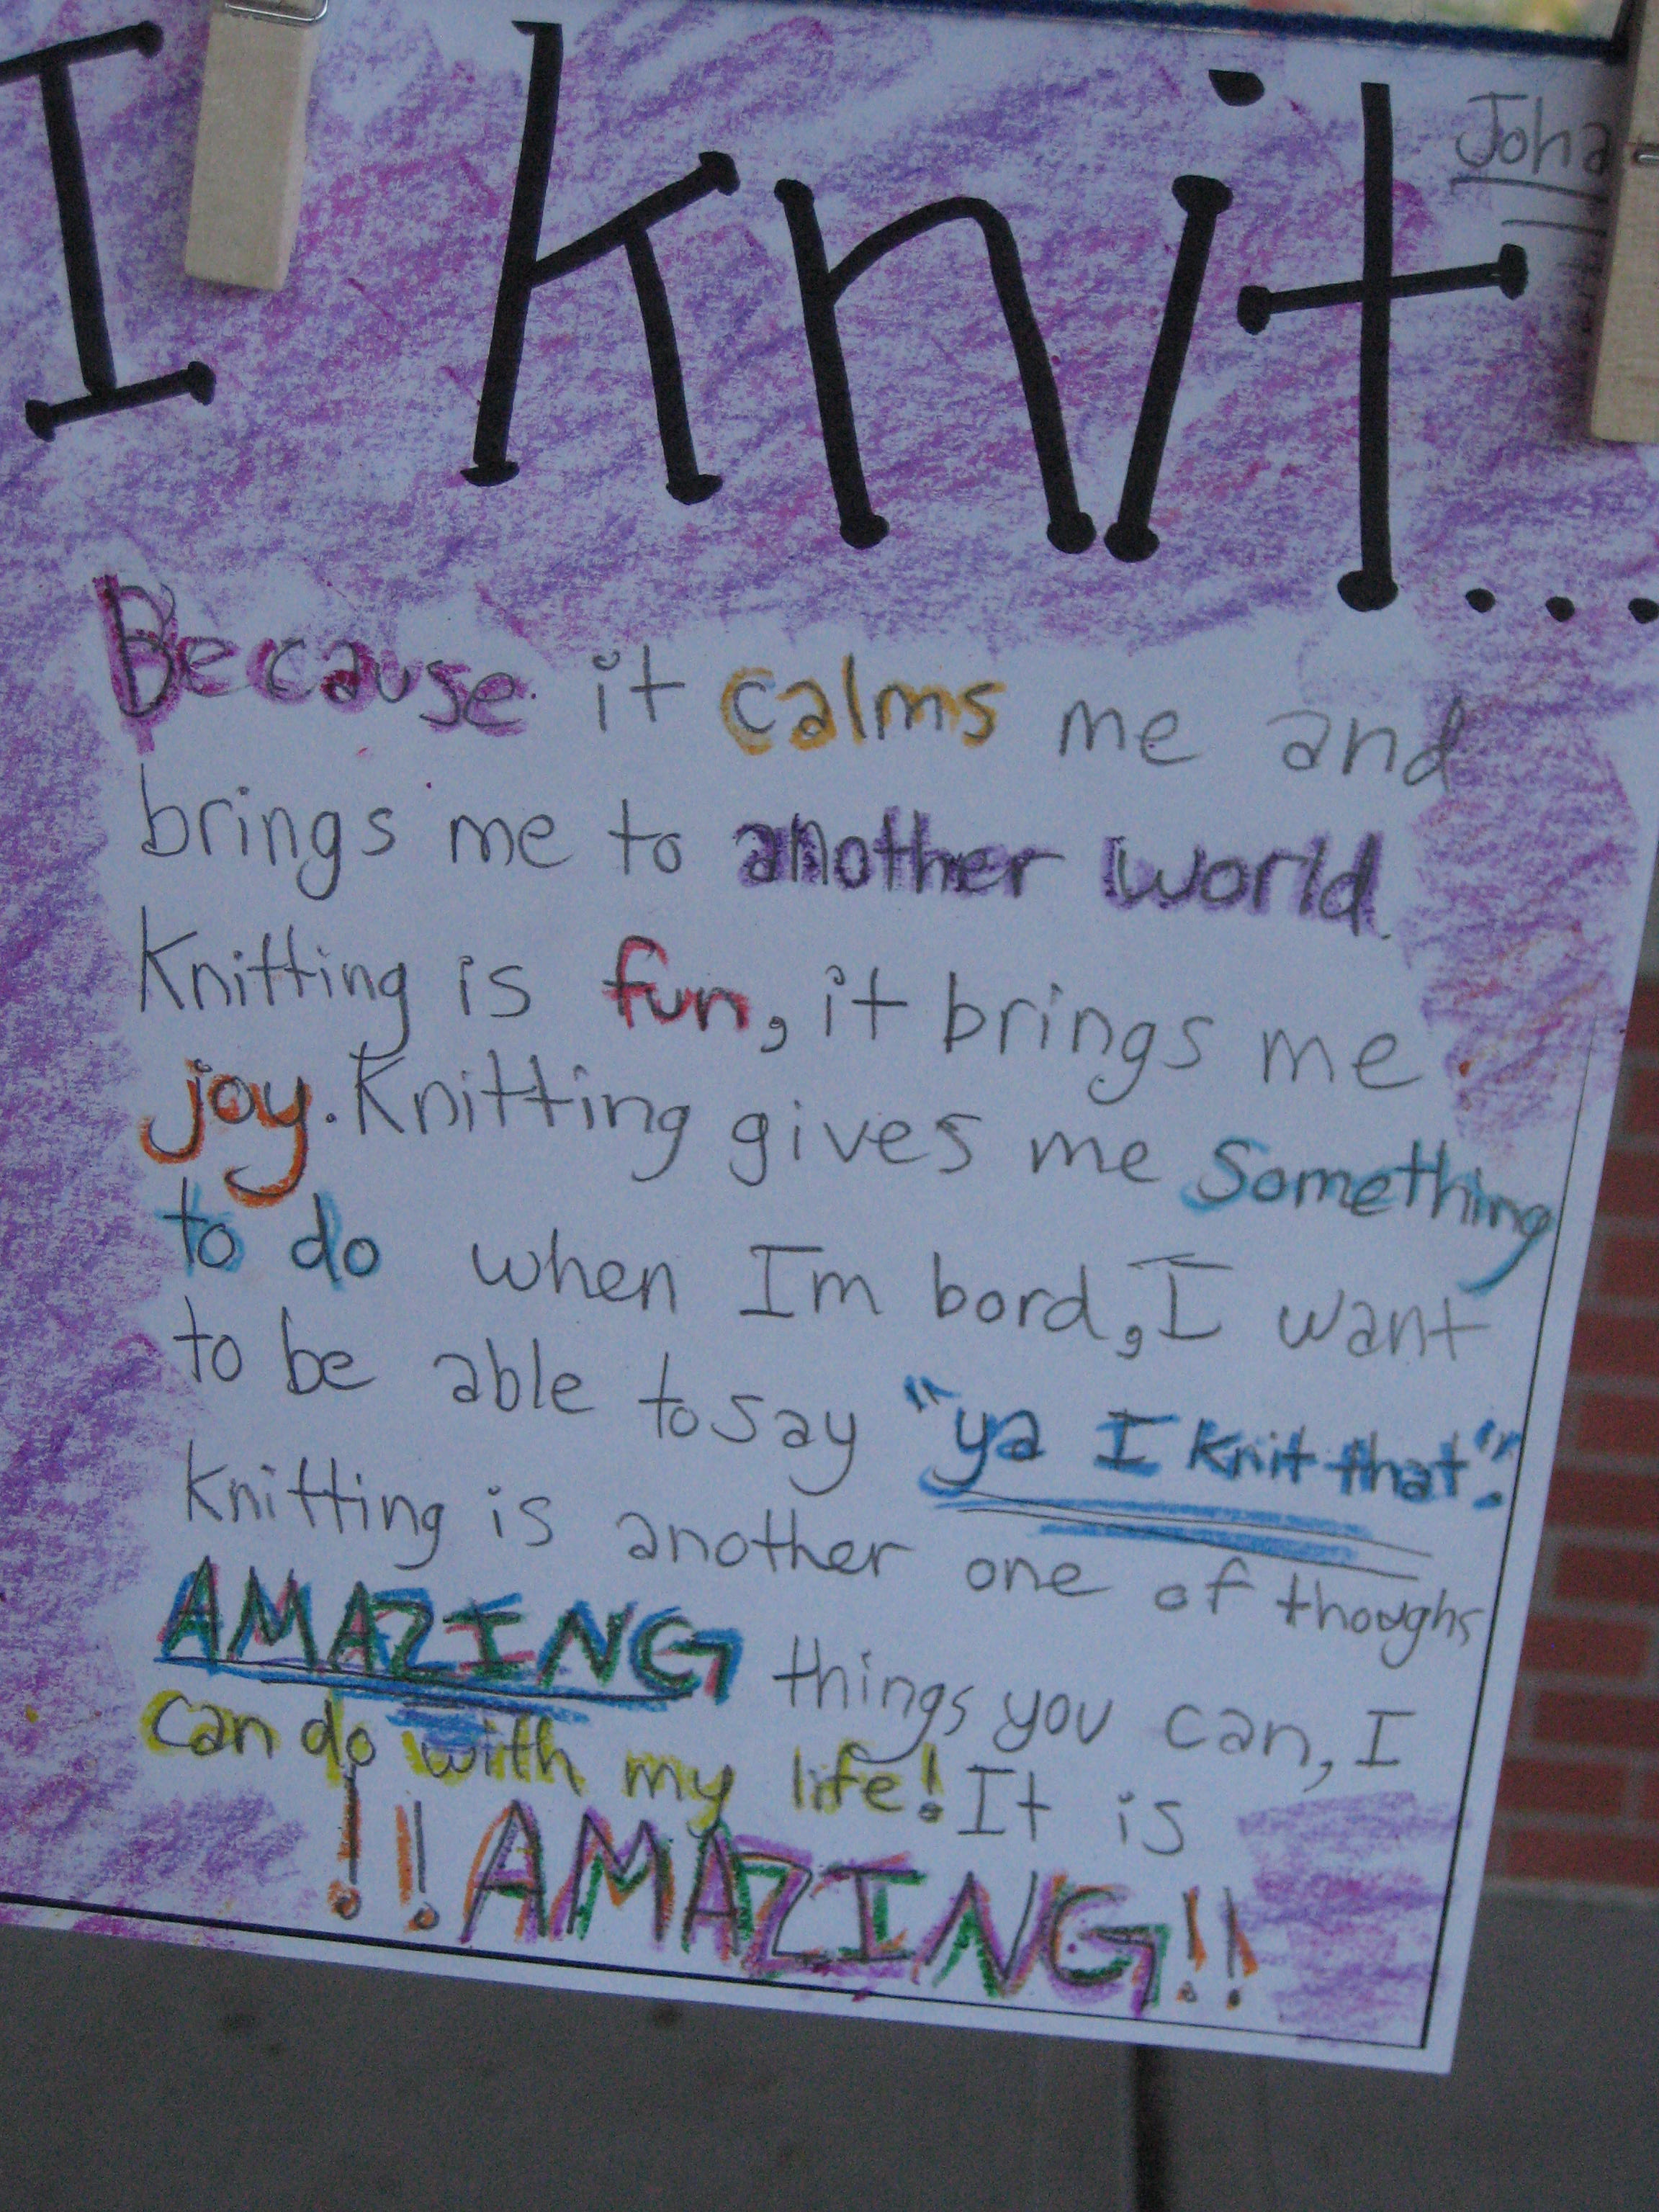 I knit...
Joha
Because it calms me and
brings me to another world.
Knitting is fun, it brings me
joy. Knitting gives me something
to do when Im bord, I want
to be able to say "ya I knit that".
knitting is another one of thoughs
AMAZING things you can, I
can do with my life! It is
!!AMAZING!!